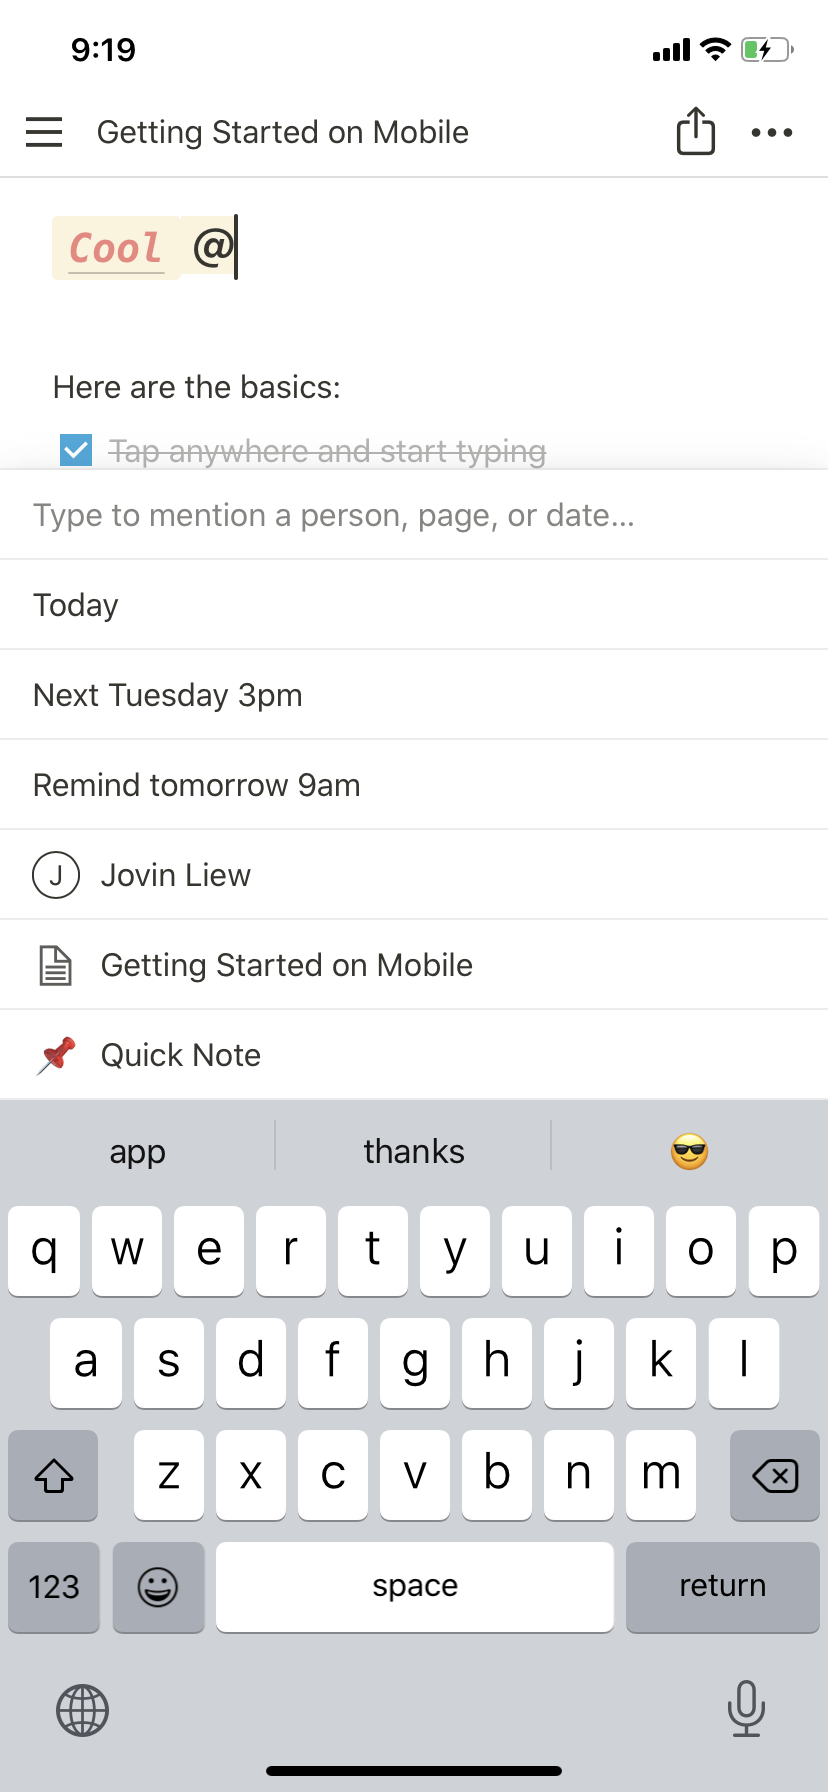 9:19
Getting Started on Mobile
Cool @
Here are the basics:
Tap anywhere and start typing
Type to mention a person, page, or date...
Today
Next Tuesday 3pm
Remind tomorrow 9am
J Jovin Liew
Getting Started on Mobile
Quick Note
app thanks 😎
q w e r t y u i o p
a s d f g h j k l
z x c v b n m
123 space return